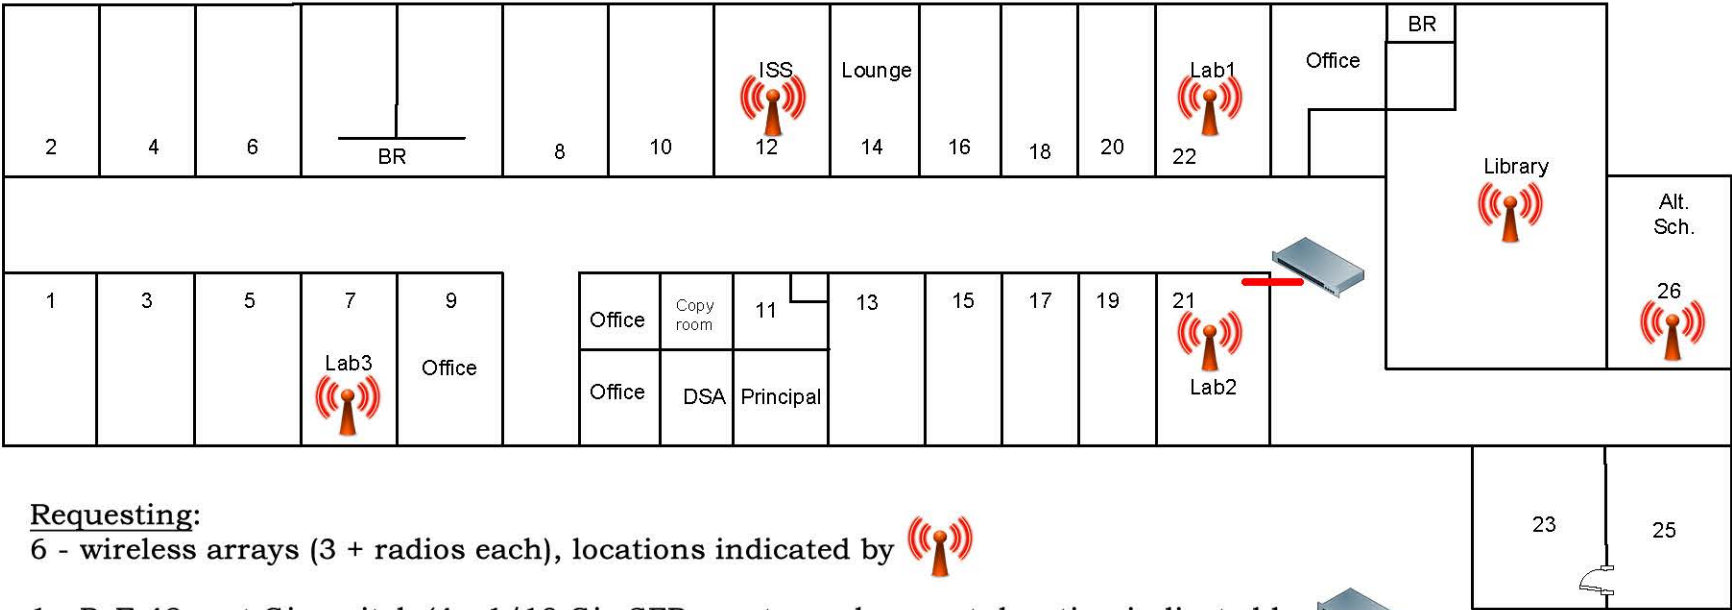 BR
ISS
Lounge
Lab1
Office
Library
2
4
6
BR
8
10
12
14
16
18
20
22
Alt.
Sch.
26
1
3
5
7
9
Office
Copy
room
11
13
15
17
19
21
Lab3
Office
Office
DSA
Principal
Lab2
Requesting:
6 - wireless arrays (3 + radios each), locations indicated by
23
25